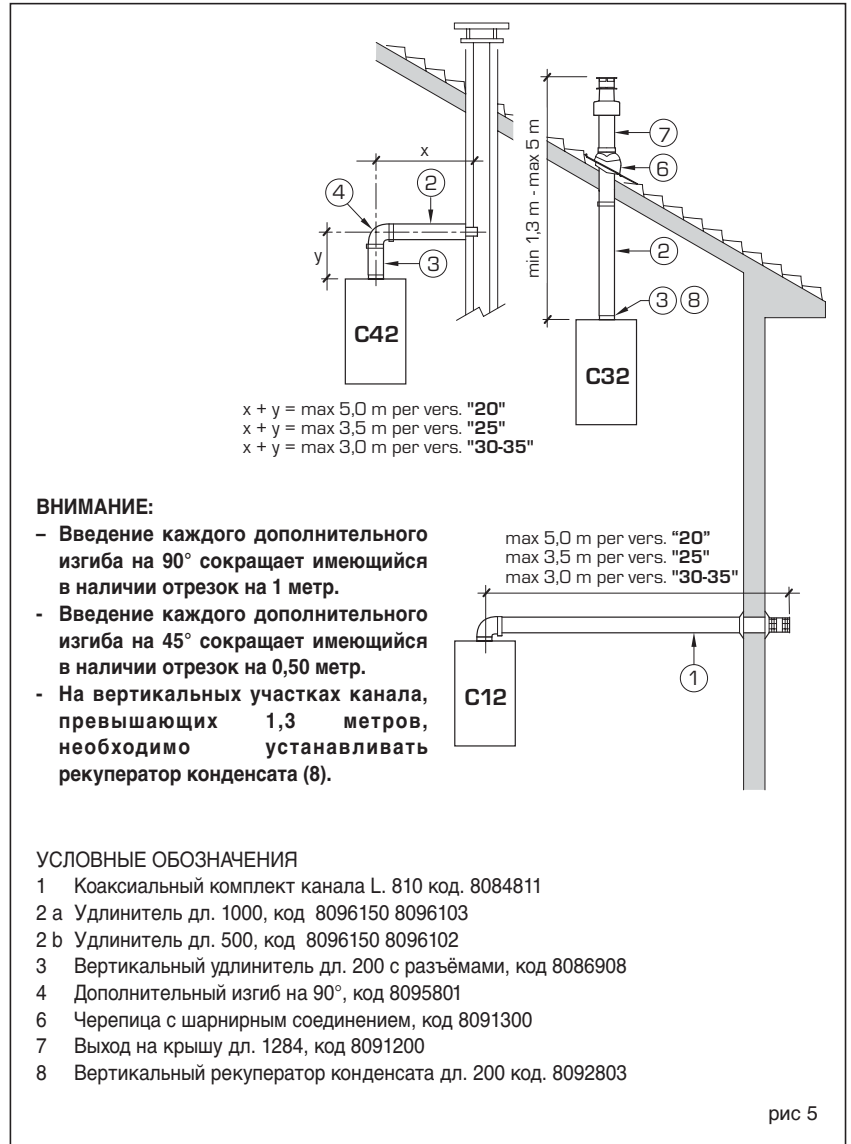 x
y
4
2
3
C42
min 1,3 m - max 5 m
7
6
2
3 8
C32
x + y = max 5,0 m per vers. "20"
x + y = max 3,5 m per vers. "25"
x + y = max 3,0 m per vers. "30-35"
ВНИМАНИЕ:
– Введение каждого дополнительного
изгиба на 90° сокращает имеющийся
в наличии отрезок на 1 метр.
- Введение каждого дополнительного
изгиба на 45° сокращает имеющийся
в наличии отрезок на 0,50 метр.
- На вертикальных участках канала,
превышающих 1,3 метров,
необходимо устанавливать
рекуператор конденсата (8).
max 5,0 m per vers. “20”
max 3,5 m per vers. "25"
max 3,0 m per vers. "30-35"
1
C12
УСЛОВНЫЕ ОБОЗНАЧЕНИЯ
1 Коаксиальный комплект канала L. 810 код. 8084811
2 a Удлинитель дл. 1000, код 8096150 8096103
2 b Удлинитель дл. 500, код 8096150 8096102
3 Вертикальный удлинитель дл. 200 с разъёмами, код 8086908
4 Дополнительный изгиб на 90°, код 8095801
6 Черепица с шарнирным соединением, код 8091300
7 Выход на крышу дл. 1284, код 8091200
8 Вертикальный рекуператор конденсата дл. 200 код. 8092803
рис 5